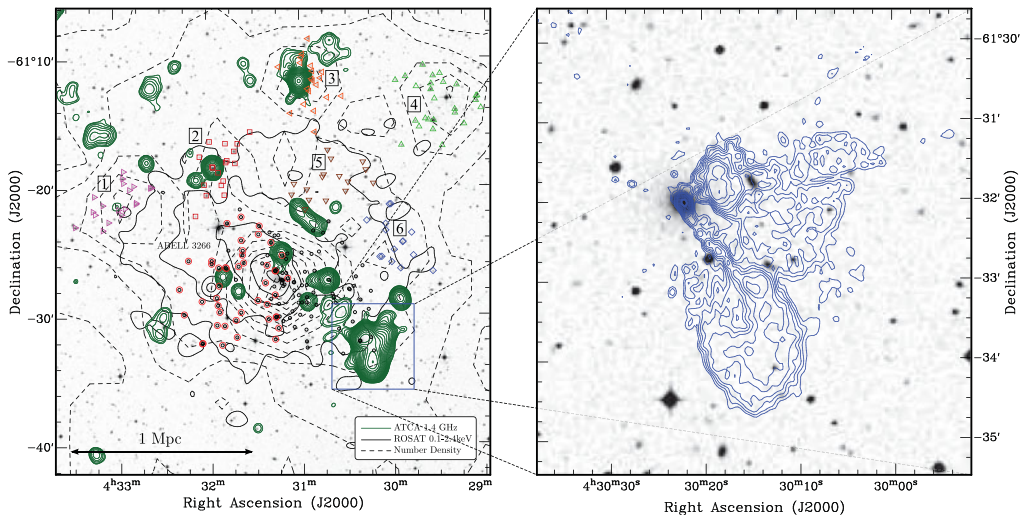 −61°10'
−20'
−30'
−40'
Declination (J2000)
1
2
3
4
5
6
ABELL 3266
1 Mpc
ATCA 1.4 GHz
ROSAT 0.1-2.4keV
Number Density
4ʰ33ᵐ
32ᵐ
31ᵐ
30ᵐ
29ᵐ
Right Ascension (J2000)
−61°30'
−31'
−32'
−33'
−34'
−35'
Declination (J2000)
4ʰ30ᵐ30ˢ
30ᵐ20ˢ
30ᵐ10ˢ
30ᵐ00ˢ
Right Ascension (J2000)